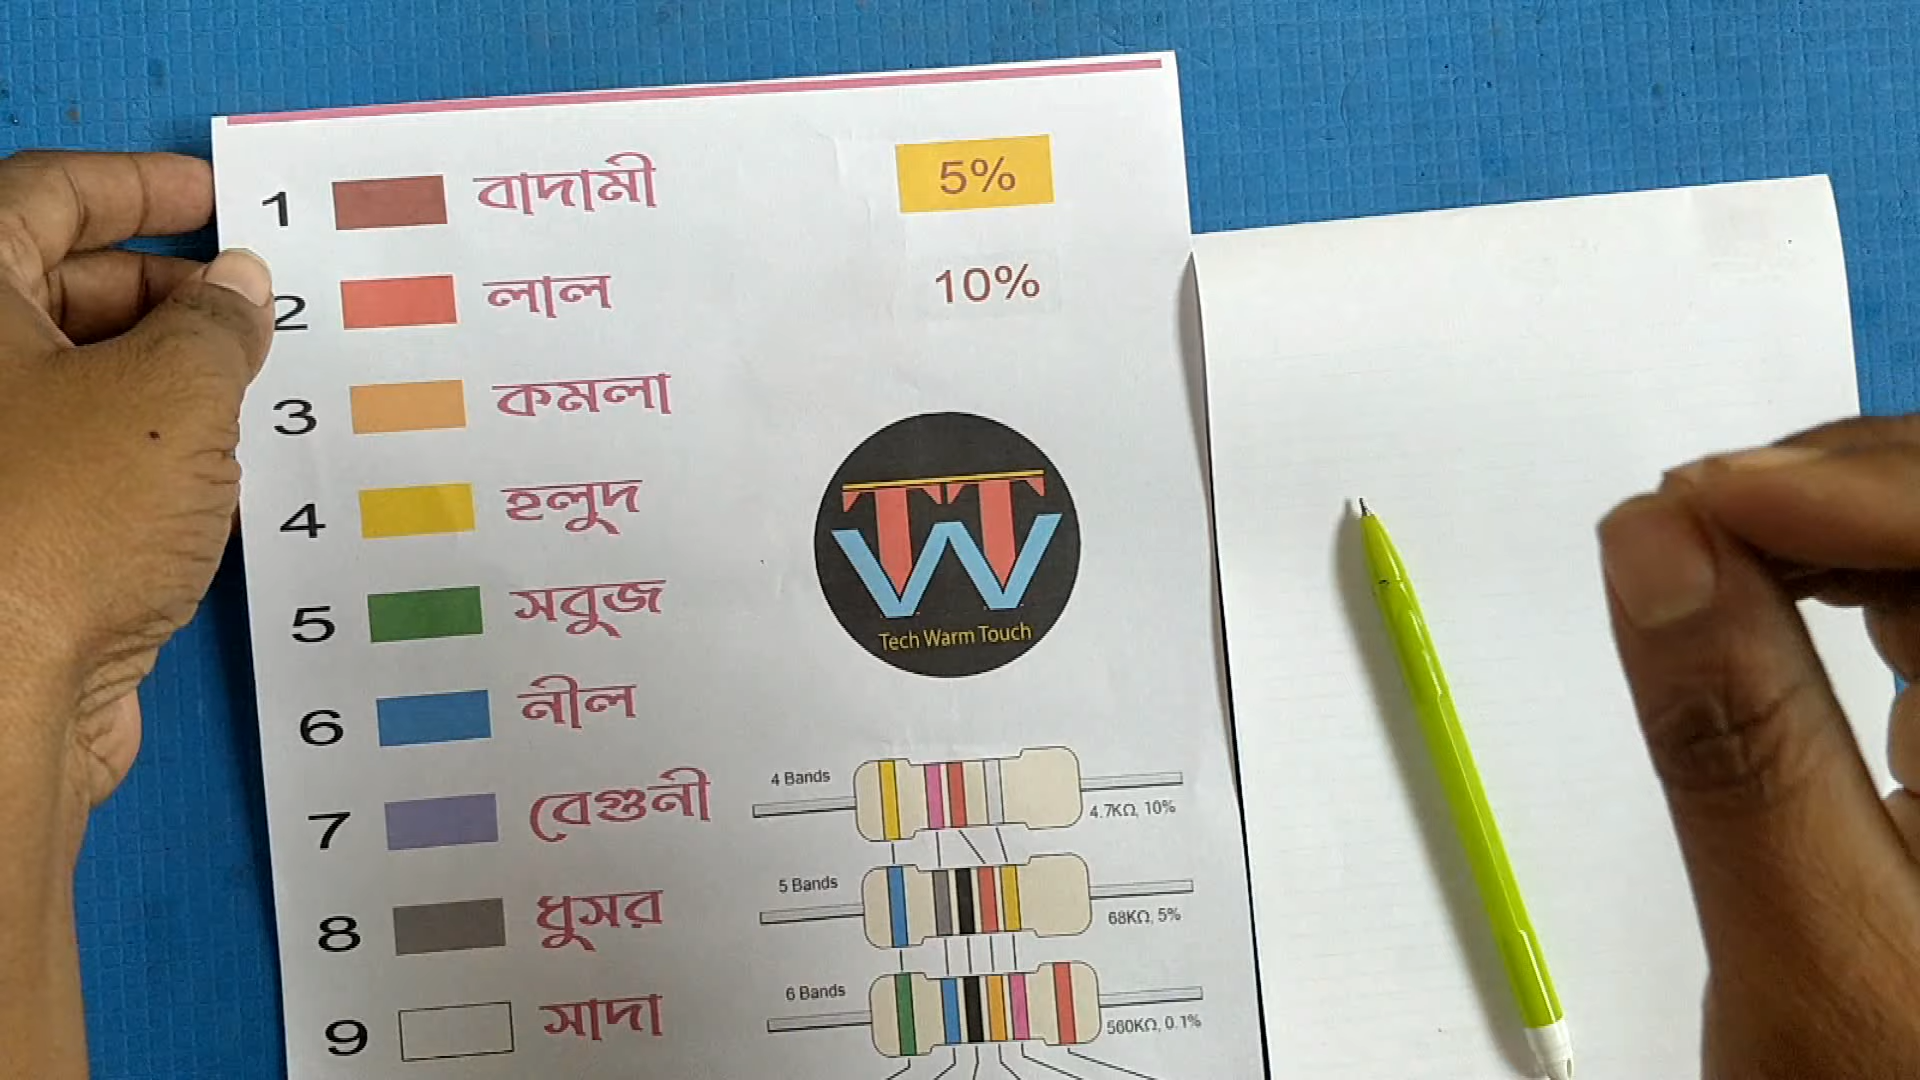 1 বাদামী 5%
2 লাল 10%
3 কমলা
4 হলুদ
5 সবুজ
6 নীল
7 বেগুনী
8 ধুসর
9 সাদা
Tech Warm Touch
4 Bands
4.7KΩ, 10%
5 Bands
68KΩ, 5%
6 Bands
560KΩ, 0.1%